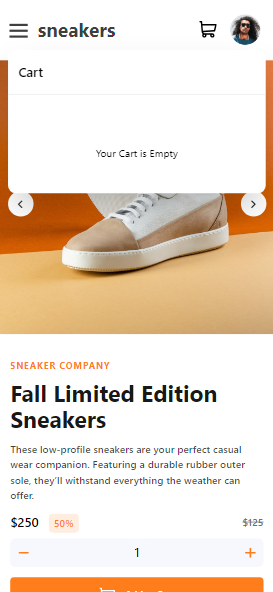 sneakers
Cart
Your Cart is Empty
SNEAKER COMPANY
Fall Limited Edition
Sneakers
These low-profile sneakers are your perfect casual
wear companion. Featuring a durable rubber outer
sole, they'll withstand everything the weather can
offer.
$250 50% $125
1